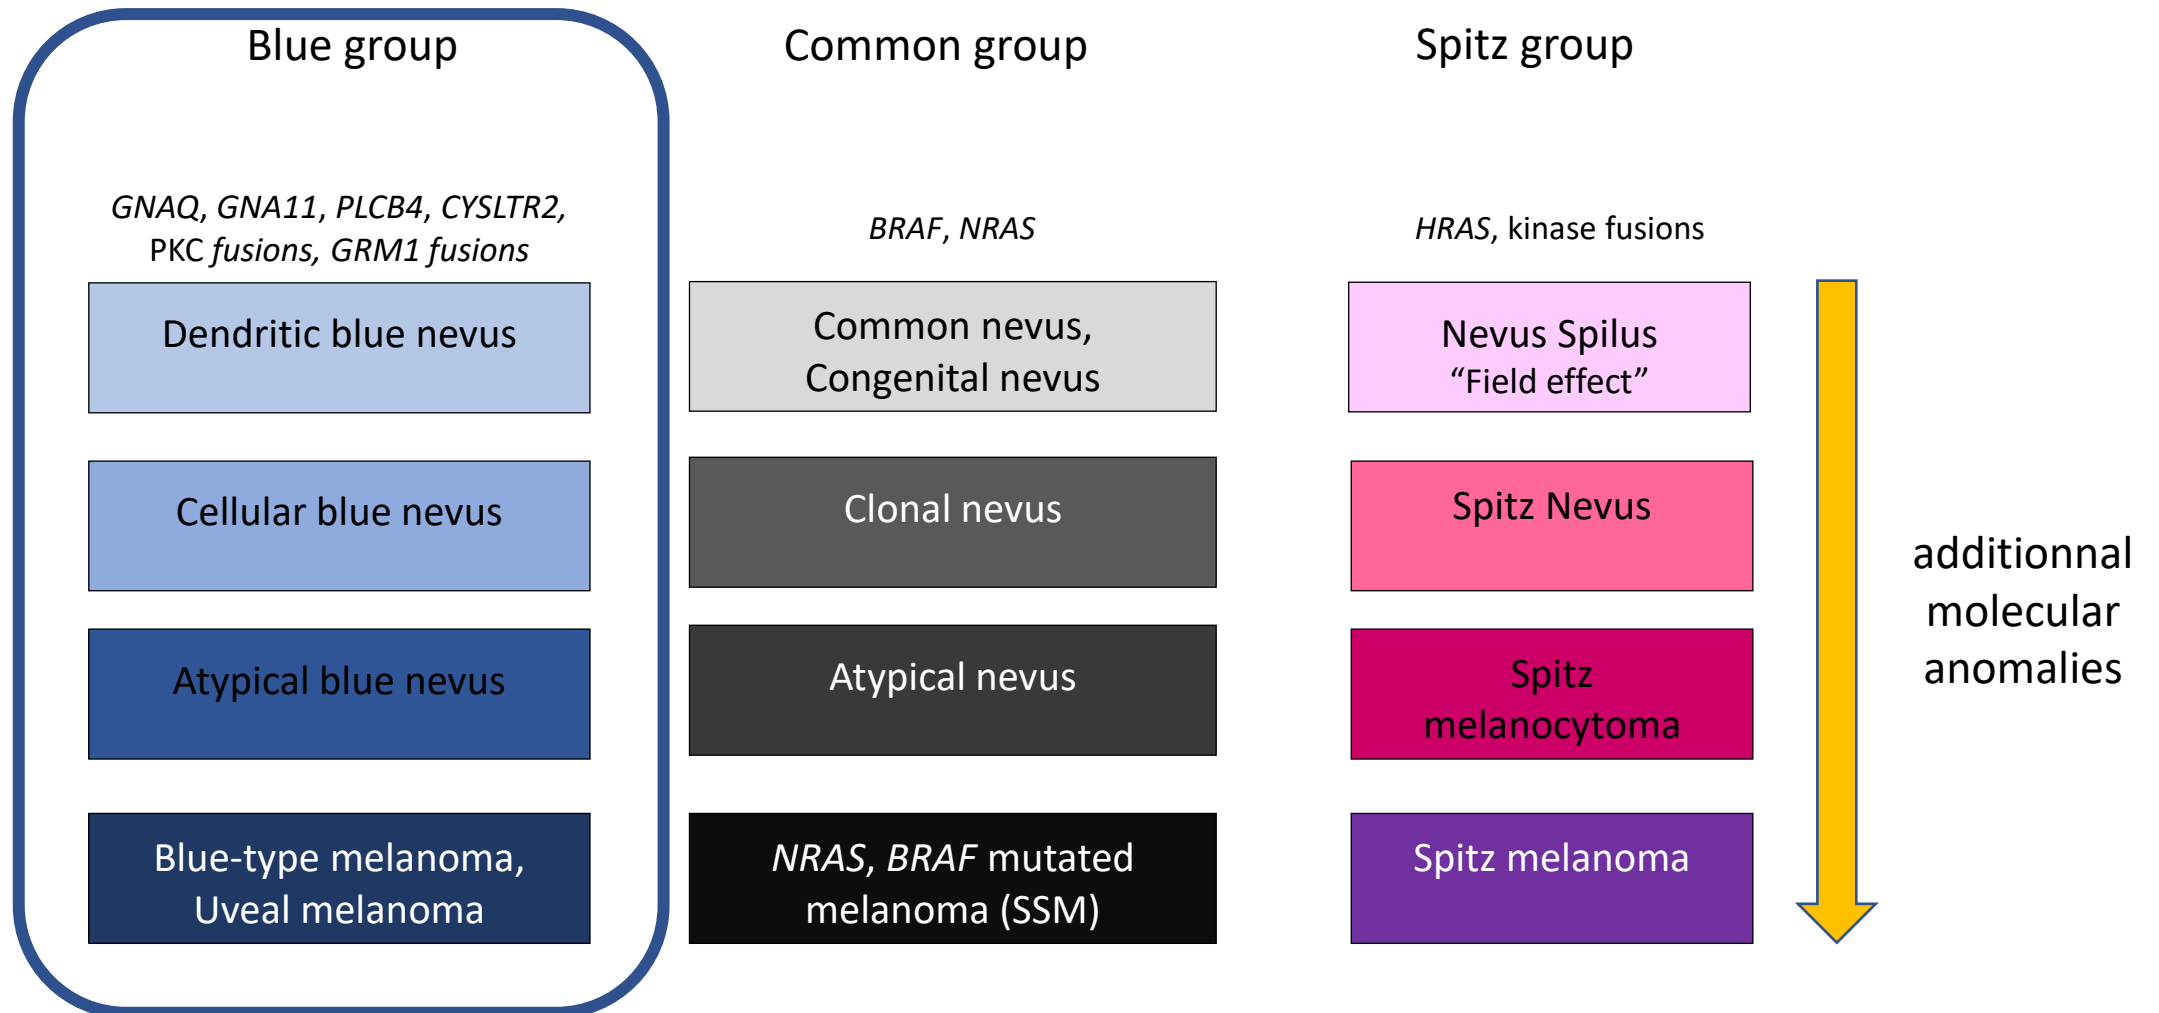 Blue group
Common group
Spitz group
GNAQ, GNA11, PLCB4, CYSLTR2,
PKC fusions, GRM1 fusions
BRAF, NRAS
HRAS, kinase fusions
Dendritic blue nevus
Common nevus,
Congenital nevus
Nevus Spilus
“Field effect”
Cellular blue nevus
Clonal nevus
Spitz Nevus
Atypical blue nevus
Atypical nevus
Spitz
melanocytoma
Blue-type melanoma,
Uveal melanoma
NRAS, BRAF mutated
melanoma (SSM)
Spitz melanoma
additionnal
molecular
anomalies